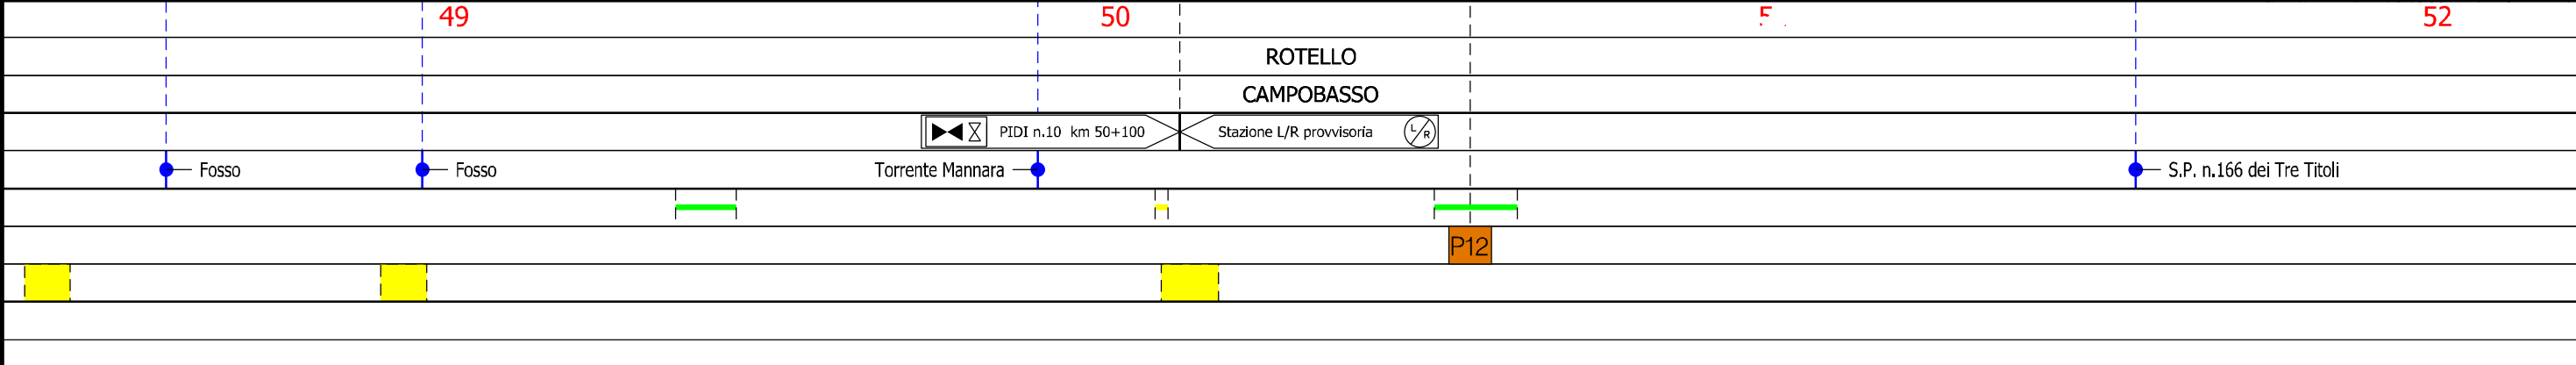 49 50 5 52
ROTELLO
CAMPOBASSO
PIDI n.10 km 50+100 Stazione L/R provvisoria L/R
Fosso Fosso Torrente Mannara S.P. n.166 dei Tre Titoli
P12